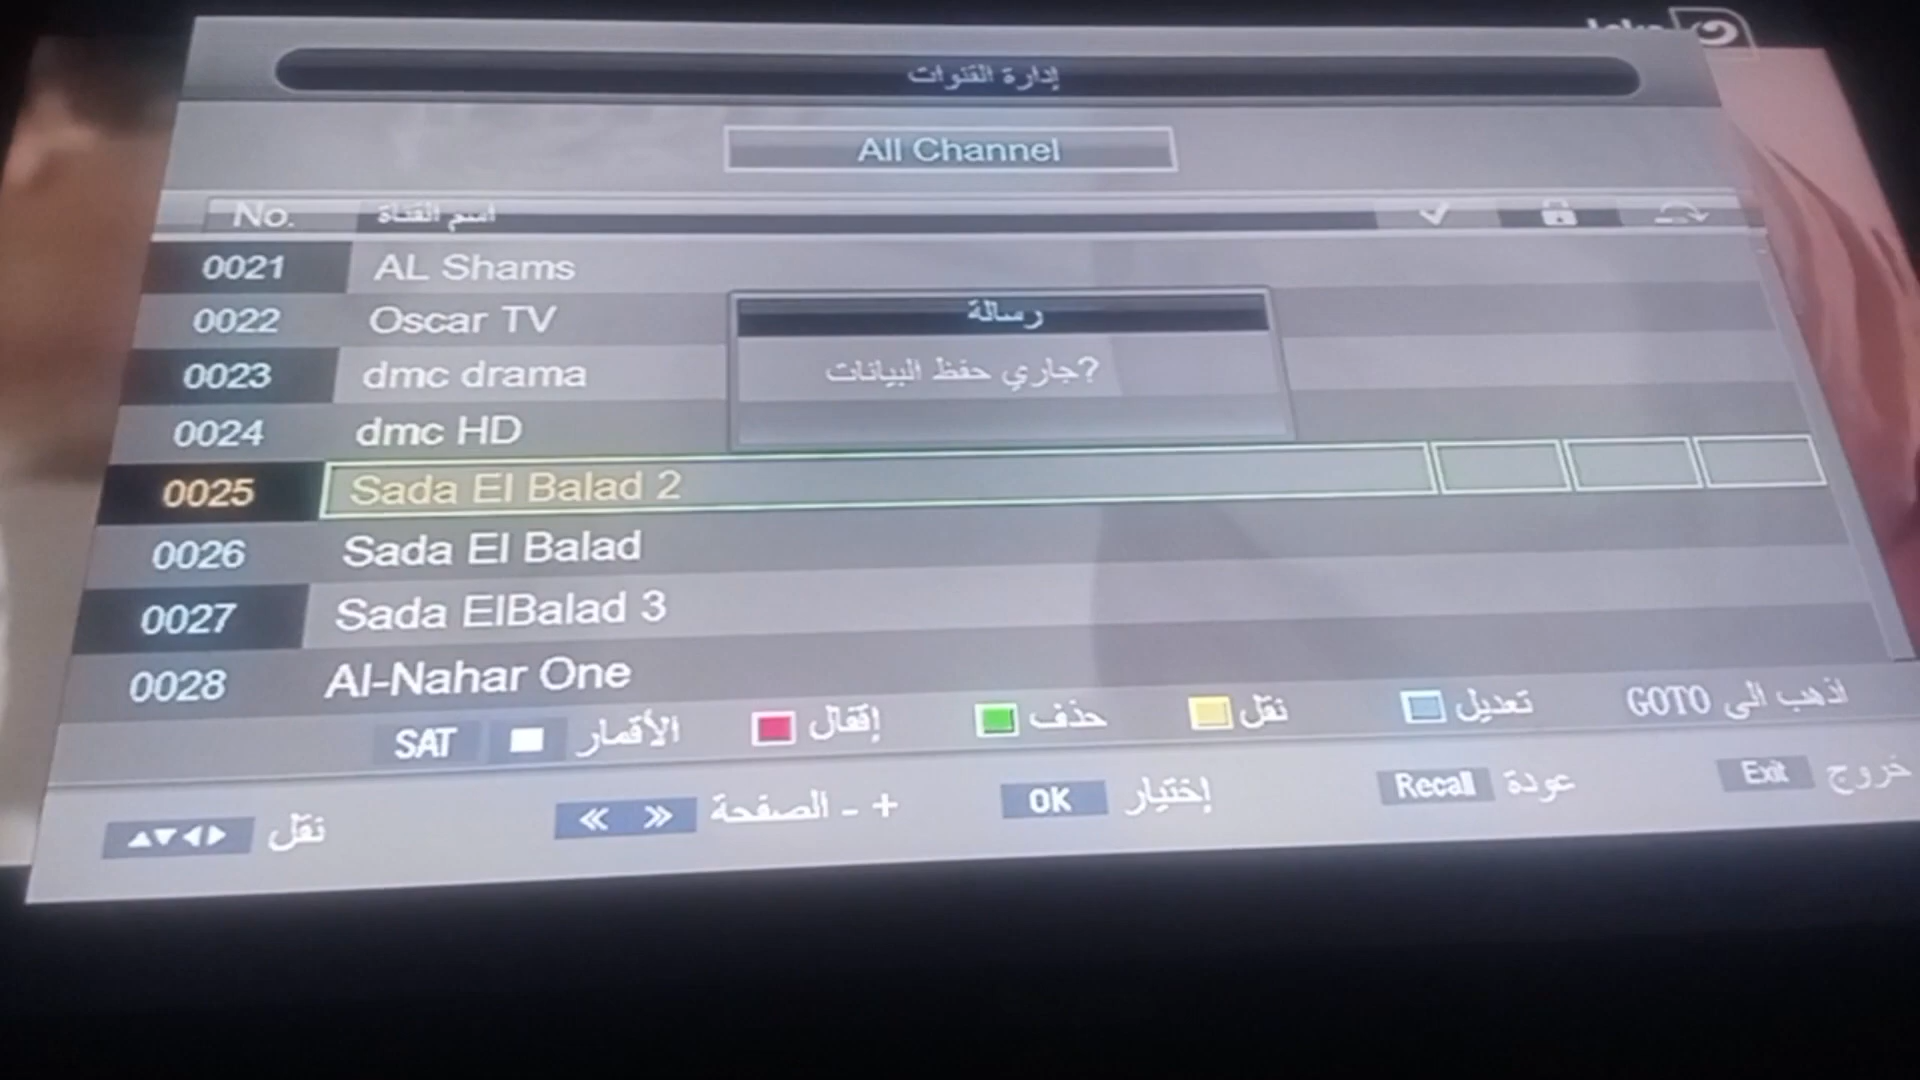 إدارة القنوات
All Channel
No. اسم القناة
0021 AL Shams
0022 Oscar TV
0023 dmc drama
0024 dmc HD
0025 Sada El Balad 2
0026 Sada El Balad
0027 Sada ElBalad 3
0028 Al-Nahar One
رسالة
جاري حفظ البيانات?
SAT الأقمار إقفال حذف نقل تعديل GOTO اذهب الى
نقل « » الصفحة - + OK إختيار Recall عودة Exit خروج